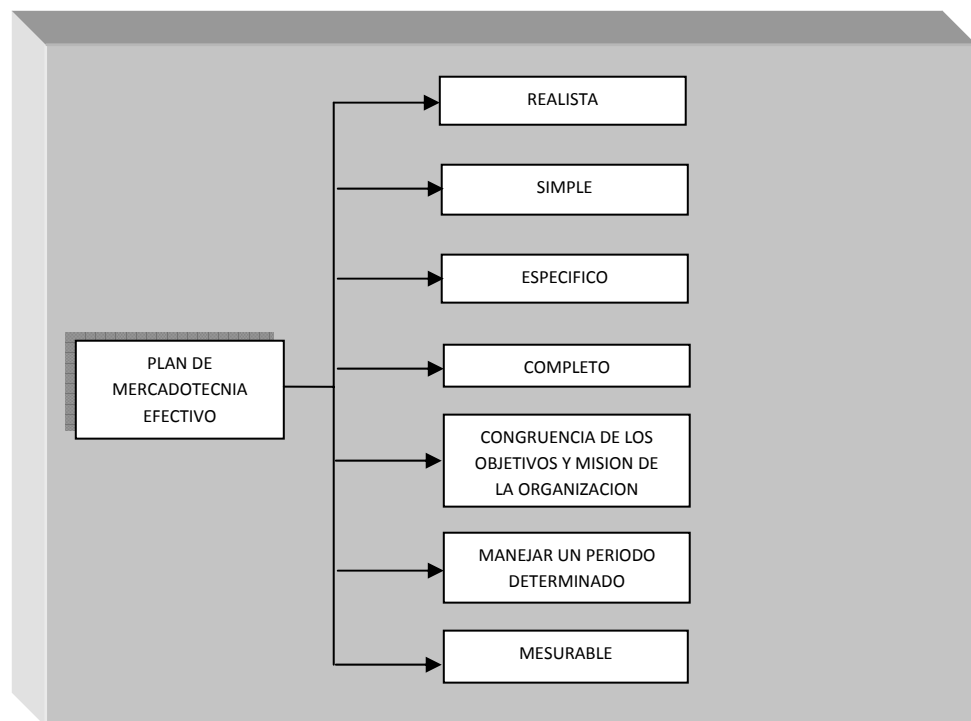 REALISTA
SIMPLE
ESPECIFICO
PLAN DE
MERCADOTECNIA
EFECTIVO
COMPLETO
CONGRUENCIA DE LOS
OBJETIVOS Y MISION DE
LA ORGANIZACION
MANEJAR UN PERIODO
DETERMINADO
MESURABLE